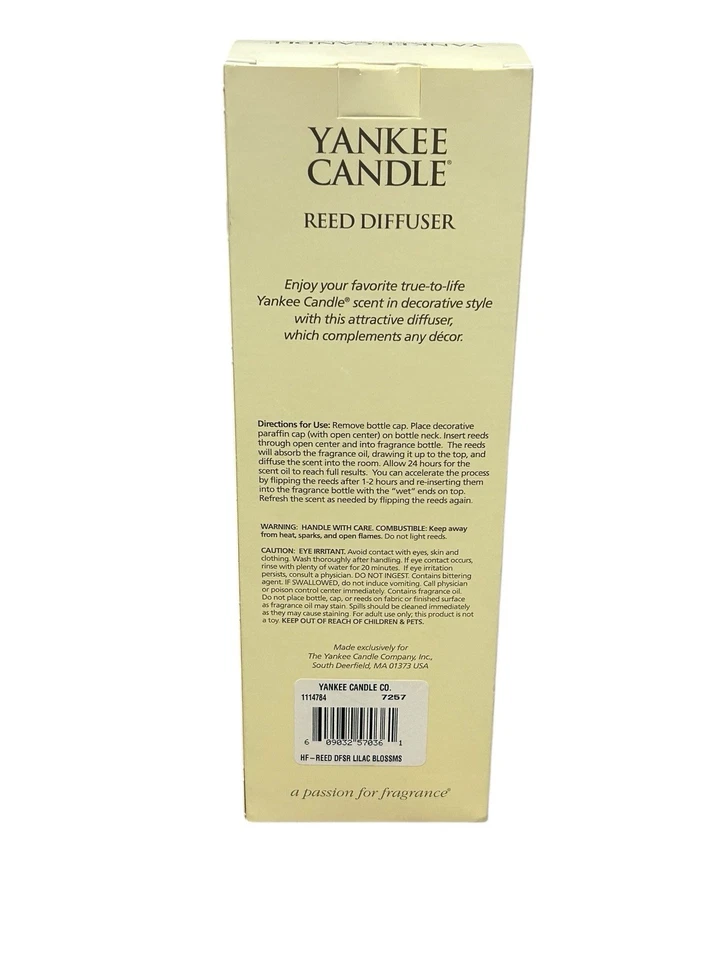 YANKEE CANDLE
YANKEE
CANDLE®
REED DIFFUSER
Enjoy your favorite true-to-life
Yankee Candle® scent in decorative style
with this attractive diffuser,
which complements any décor.
Directions for Use: Remove bottle cap. Place decorative
paraffin cap (with open center) on bottle neck. Insert reeds
through open center and into fragrance bottle. The reeds
will absorb the fragrance oil, drawing it up to the top, and
diffuse the scent into the room. Allow 24 hours for the
scent oil to reach full results. You can accelerate the process
by flipping the reeds after 1-2 hours and re-inserting them
into the fragrance bottle with the "wet" ends on top.
Refresh the scent as needed by flipping the reeds again.
WARNING: HANDLE WITH CARE. COMBUSTIBLE: Keep away
from heat, sparks, and open flames. Do not light reeds.
CAUTION: EYE IRRITANT. Avoid contact with eyes, skin and
clothing. Wash thoroughly after handling. If eye contact occurs,
rinse with plenty of water for 20 minutes. If eye irritation
persists, consult a physician. DO NOT INGEST. Contains bittering
agent. IF SWALLOWED, do not induce vomiting. Call physician
or poison control center immediately. Contains fragrance oil.
Do not place bottle, cap, or reeds on fabric or finished surface
as fragrance oil may stain. Spills should be cleaned immediately
as they may cause staining. For adult use only; this product is not
a toy. KEEP OUT OF REACH OF CHILDREN & PETS.
Made exclusively for
The Yankee Candle Company, Inc.,
South Deerfield, MA 01373 USA
YANKEE CANDLE CO.
1114784 7257
6 09032 57036 1
HF-REED DFSR LILAC BLOSSMS
a passion for fragrance®